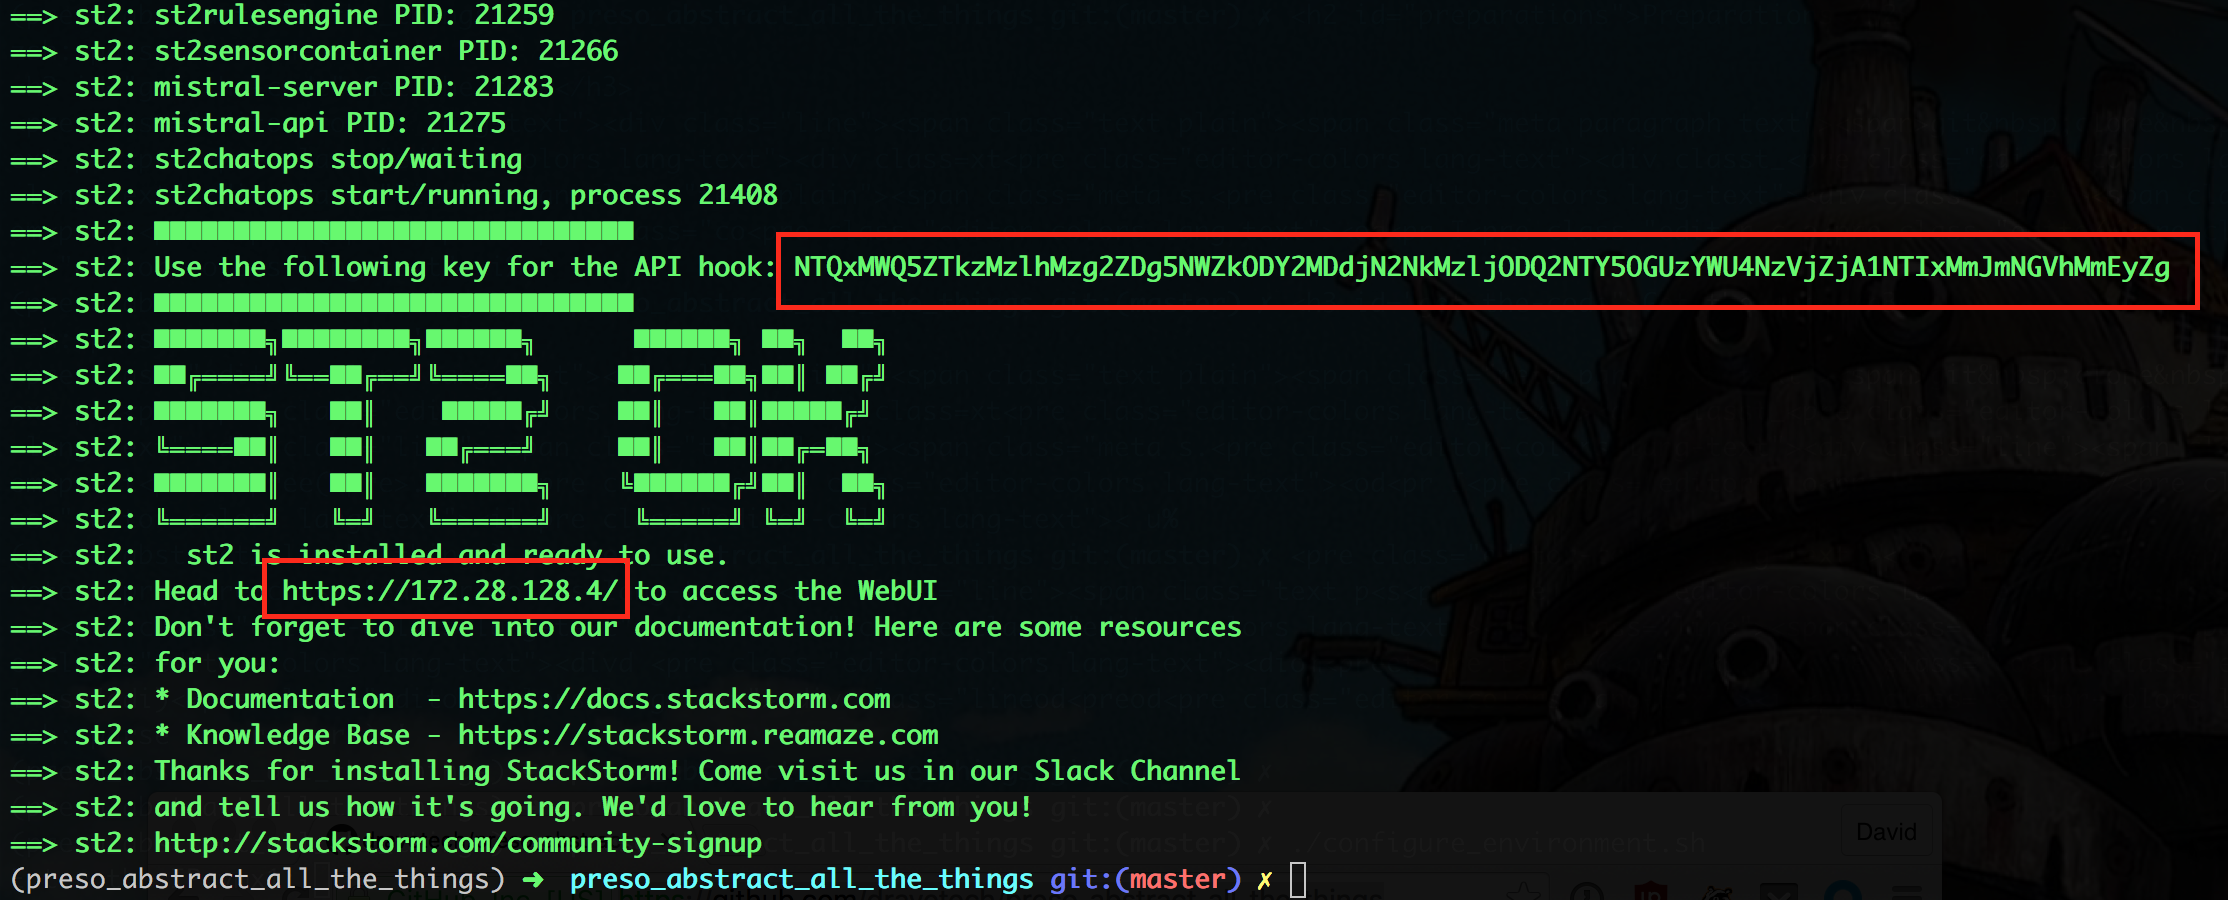 ==> st2: st2rulesengine PID: 21259
==> st2: st2sensorcontainer PID: 21266
==> st2: mistral-server PID: 21283
==> st2: mistral-api PID: 21275
==> st2: st2chatops stop/waiting
==> st2: st2chatops start/running, process 21408
==> st2: ██████████████████████████████
==> st2: Use the following key for the API hook: NTQxMWQ5ZTkzMzlhMzg2ZDg5NWZkODY2MDdjN2NkMzljODQ2NTY5OGUzYWU4NzVjZjA1NTIxMmJmNGVhMmEyZg
==> st2: ██████████████████████████████
==> st2: ███████╗████████╗██████╗      ██████╗ ██╗  ██╗
==> st2: ██╔════╝╚══██╔══╝╚════██╗    ██╔═══██╗██║ ██╔╝
==> st2: ███████╗   ██║    █████╔╝    ██║   ██║█████╔╝
==> st2: ╚════██║   ██║   ██╔═══╝     ██║   ██║██╔═██╗
==> st2: ███████║   ██║   ███████╗    ╚██████╔╝██║  ██╗
==> st2: ╚══════╝   ╚═╝   ╚══════╝     ╚═════╝ ╚═╝  ╚═╝
==> st2:   st2 is installed and ready to use.
==> st2: Head to https://172.28.128.4/ to access the WebUI
==> st2: Don't forget to dive into our documentation! Here are some resources
==> st2: for you:
==> st2: * Documentation  - https://docs.stackstorm.com
==> st2: * Knowledge Base - https://stackstorm.reamaze.com
==> st2: Thanks for installing StackStorm! Come visit us in our Slack Channel
==> st2: and tell us how it's going. We'd love to hear from you!
==> st2: http://stackstorm.com/community-signup
David
(preso_abstract_all_the_things) ➜  preso_abstract_all_the_things git:(master) ✗